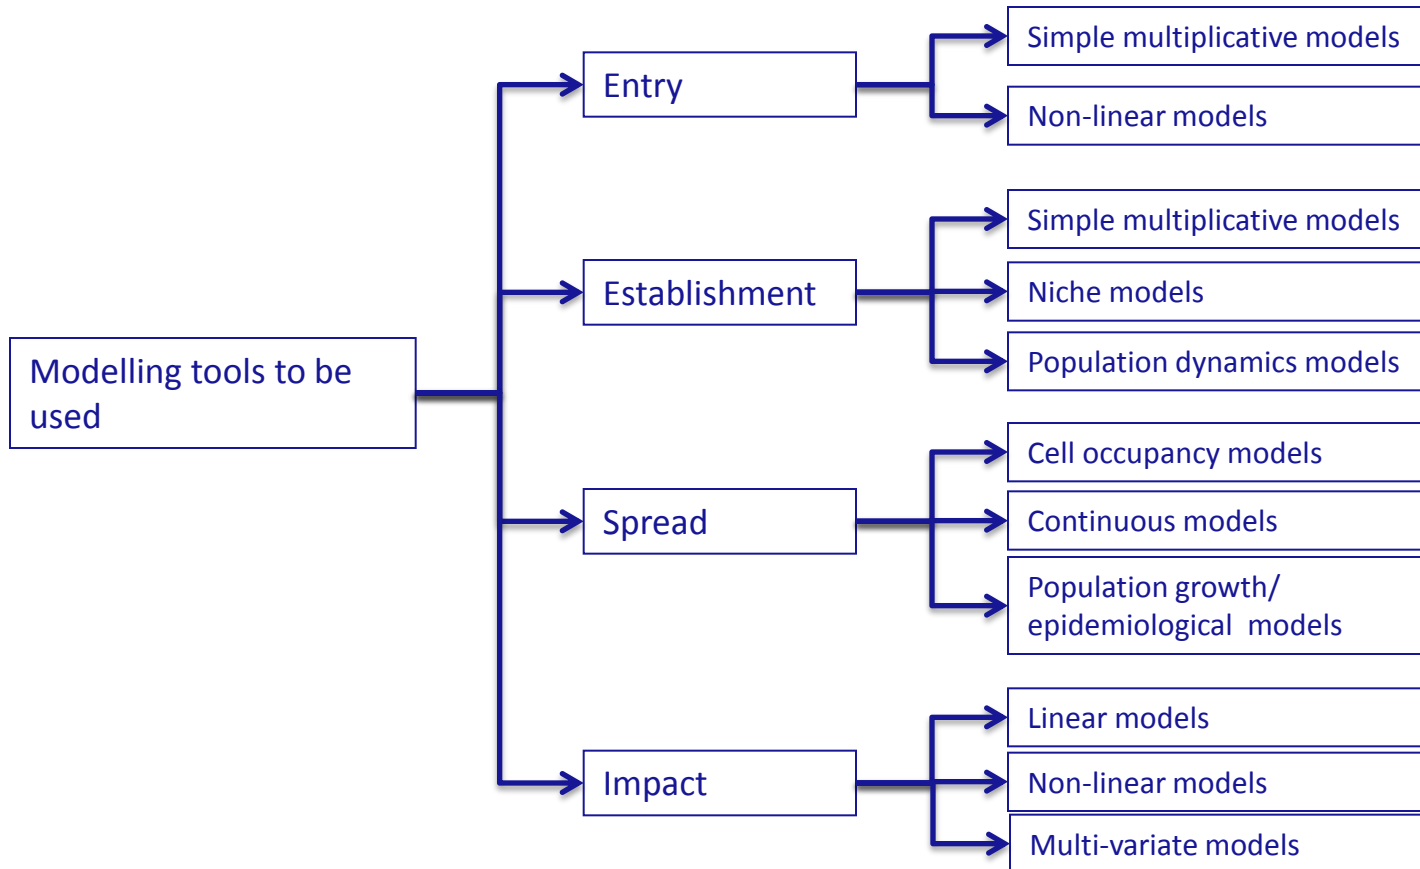 Modelling tools to be
used
Entry
Simple multiplicative models
Non-linear models
Establishment
Simple multiplicative models
Niche models
Population dynamics models
Spread
Cell occupancy models
Continuous models
Population growth/
epidemiological  models
Impact
Linear models
Non-linear models
Multi-variate models